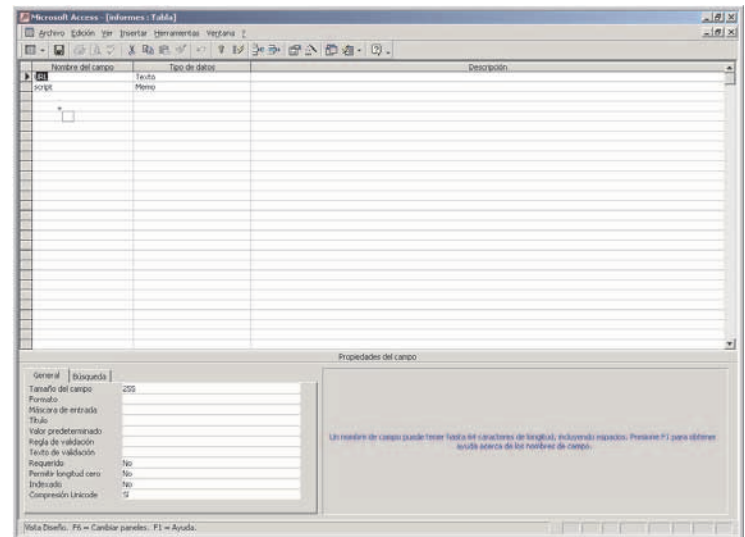 Microsoft Access - [informes : Tabla]
Archivo Edición Ver Insertar Herramientas Ventana ?
Nombre del campo Tipo de datos Descripción
URL Texto
script Memo
Propiedades del campo
General Búsqueda
Tamaño del campo 255
Formato
Máscara de entrada
Título
Valor predeterminado
Regla de validación
Texto de validación
Requerido No
Permitir longitud cero No
Indexado No
Compresión Unicode Sí
Un nombre de campo puede tener hasta 64 caracteres de longitud, incluyendo espacios. Presione F1 para obtener
ayuda acerca de los nombres de campo.
Vista Diseño. F6 = Cambiar paneles. F1 = Ayuda.